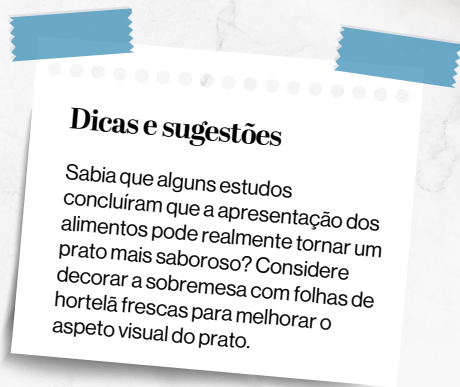 Dicas e sugestões
Sabia que alguns estudos
concluíram que a apresentação dos
alimentos pode realmente tornar um
prato mais saboroso? Considere
decorar a sobremesa com folhas de
hortelã frescas para melhorar o
aspeto visual do prato.